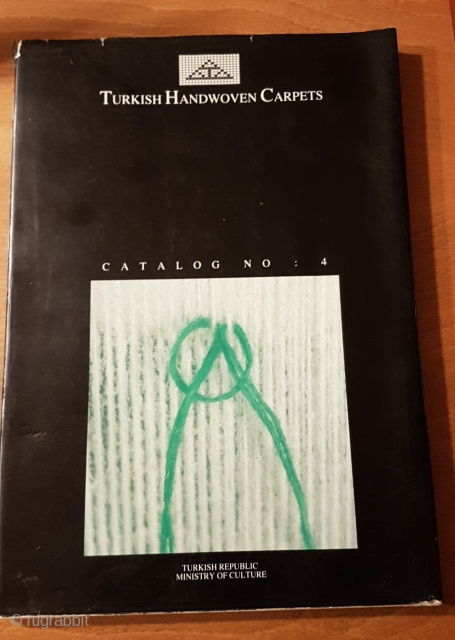 TURKISH HANDWOVEN CARPETS
CATALOG NO : 4
TURKISH REPUBLIC
MINISTRY OF CULTURE
© rugrabbit